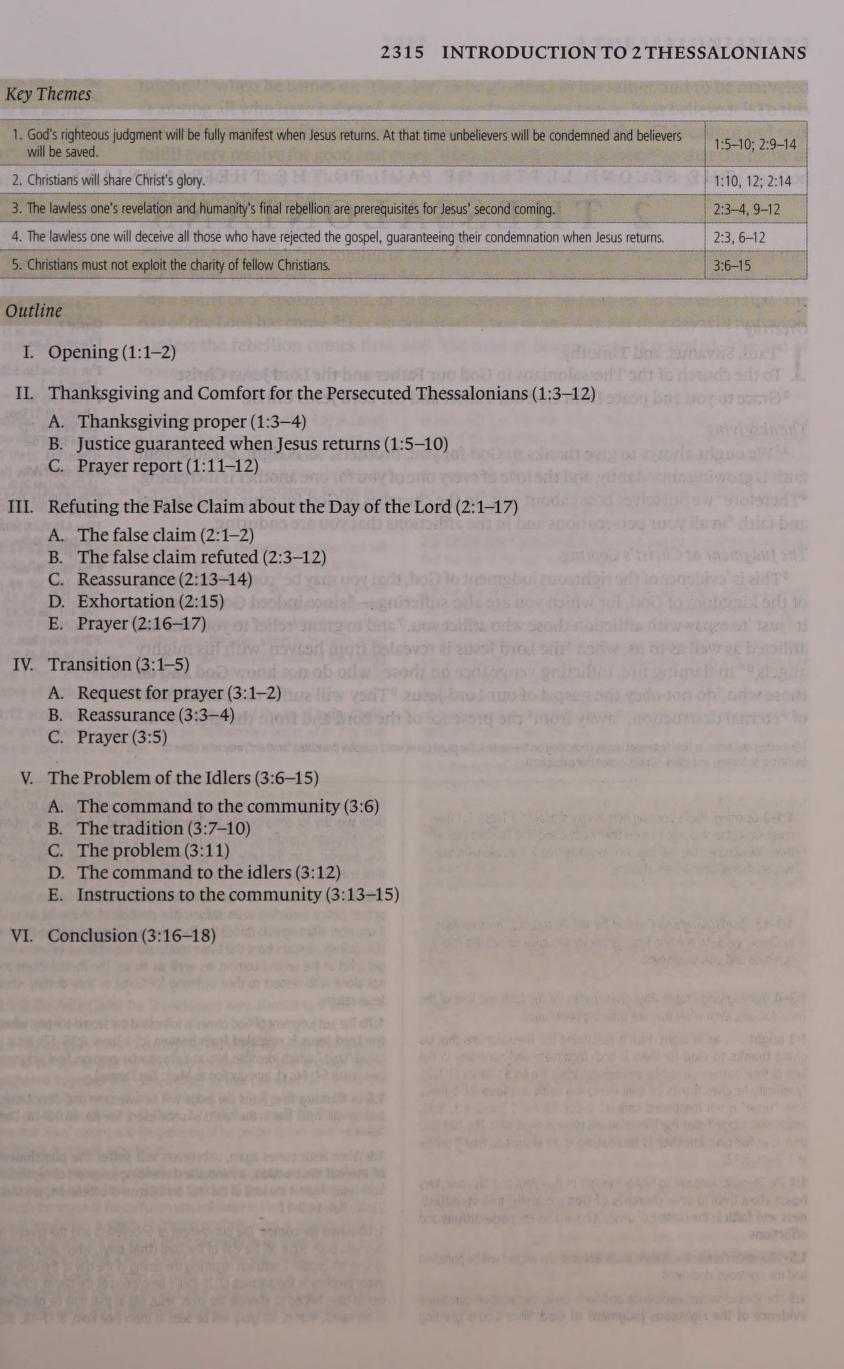 2315 INTRODUCTION TO 2 THESSALONIANS
Key Themes
1. God's righteous judgment will be fully manifest when Jesus returns. At that time unbelievers will be condemned and believers
will be saved.
1:5–10; 2:9–14
2. Christians will share Christ's glory.
1:10, 12; 2:14
3. The lawless one's revelation and humanity's final rebellion are prerequisites for Jesus' second coming.
2:3–4, 9–12
4. The lawless one will deceive all those who have rejected the gospel, guaranteeing their condemnation when Jesus returns.
2:3, 6–12
5. Christians must not exploit the charity of fellow Christians.
3:6–15
Outline
I. Opening (1:1–2)
II. Thanksgiving and Comfort for the Persecuted Thessalonians (1:3–12)
A. Thanksgiving proper (1:3–4)
B. Justice guaranteed when Jesus returns (1:5–10)
C. Prayer report (1:11–12)
III. Refuting the False Claim about the Day of the Lord (2:1–17)
A. The false claim (2:1–2)
B. The false claim refuted (2:3–12)
C. Reassurance (2:13–14)
D. Exhortation (2:15)
E. Prayer (2:16–17)
IV. Transition (3:1–5)
A. Request for prayer (3:1–2)
B. Reassurance (3:3–4)
C. Prayer (3:5)
V. The Problem of the Idlers (3:6–15)
A. The command to the community (3:6)
B. The tradition (3:7–10)
C. The problem (3:11)
D. The command to the idlers (3:12)
E. Instructions to the community (3:13–15)
VI. Conclusion (3:16–18)